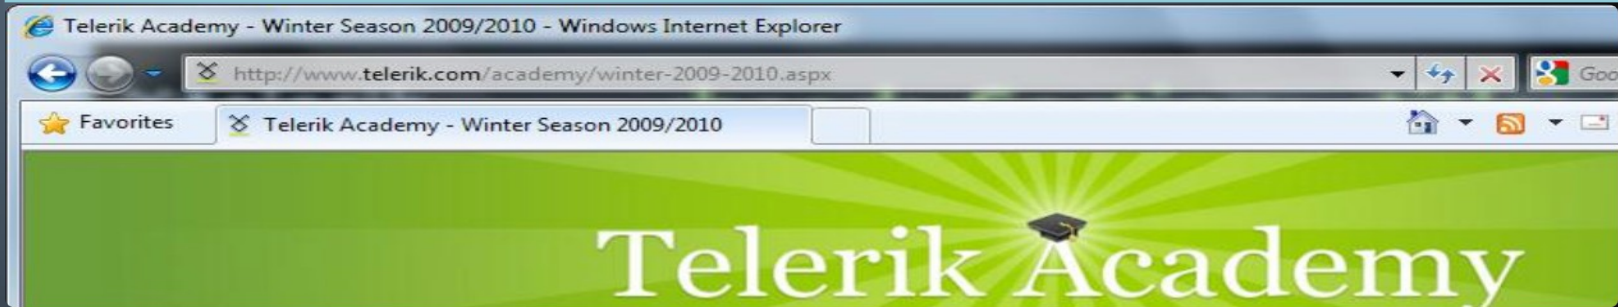 Telerik Academy - Winter Season 2009/2010 - Windows Internet Explorer
http://www.telerik.com/academy/winter-2009-2010.aspx Goo
Favorites Telerik Academy - Winter Season 2009/2010
Telerik Academy